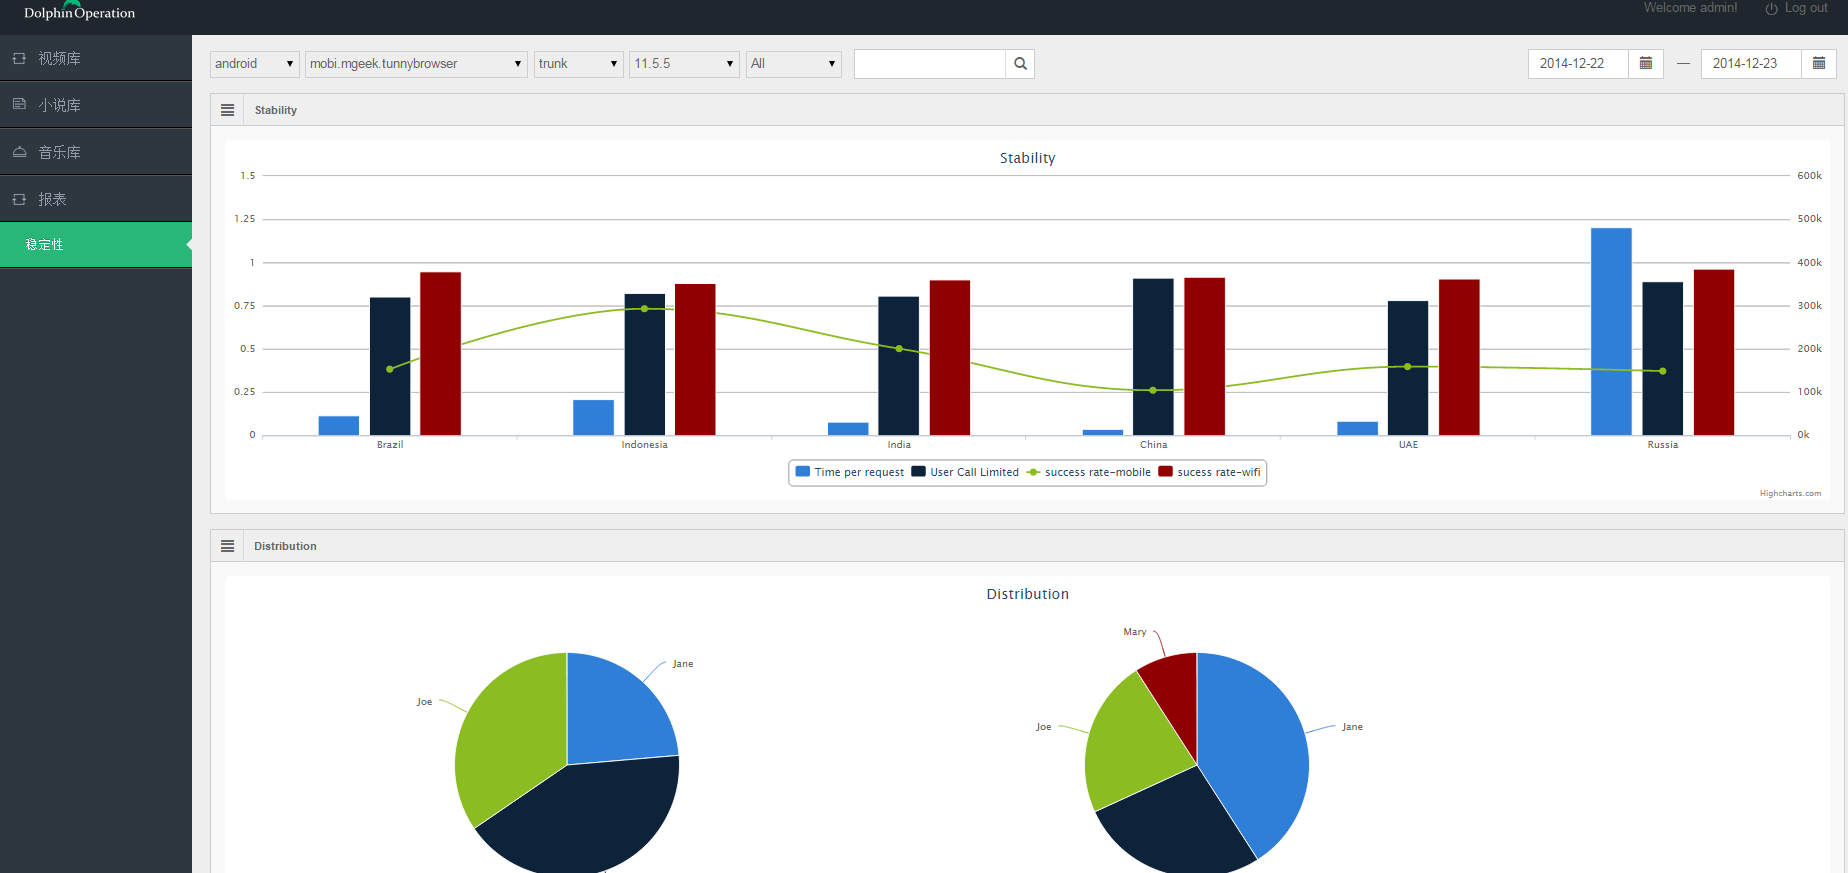 Dolphin Operation
Welcome admin! Log out
视频库
小说库
音乐库
报表
稳定性
android mobi.mgeek.tunnybrowser trunk 11.5.5 All 2014-12-22 — 2014-12-23
Stability
Stability
1.5 600k
1.25 500k
1 400k
0.75 300k
0.5 200k
0.25 100k
0 0k
Brazil Indonesia India China UAE Russia
Time per request User Call Limited success rate-mobile sucess rate-wifi
Highcharts.com
Distribution
Distribution
Jane
Joe
Mary
Joe
Jane